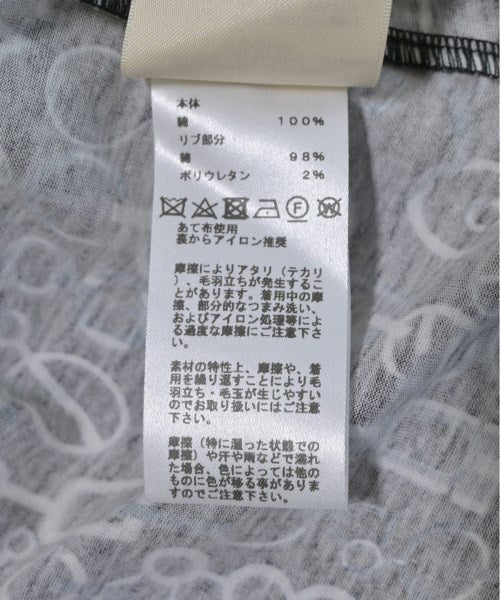 本体
綿 100%
リブ部分
綿 98%
ポリウレタン 2%
F W
あて布使用
裏からアイロン推奨
摩擦によりアタリ（テカリ
）、毛羽立ちが発生するこ
とがあります。着用中の摩
擦、部分的なつまみ洗い、
およびアイロン処理等によ
る過度な摩擦にご注意下さ
い。
素材の特性上、摩擦や、着
用を繰り返すことにより毛
羽立ち・毛玉が生じやすい
のでお取り扱いにはご注意
下さい。
摩擦（特に湿った状態での
摩擦）や汗や雨などで濡れ
た場合、色によっては他の
ものに色が移る事がありま
すのでご注意下さい。